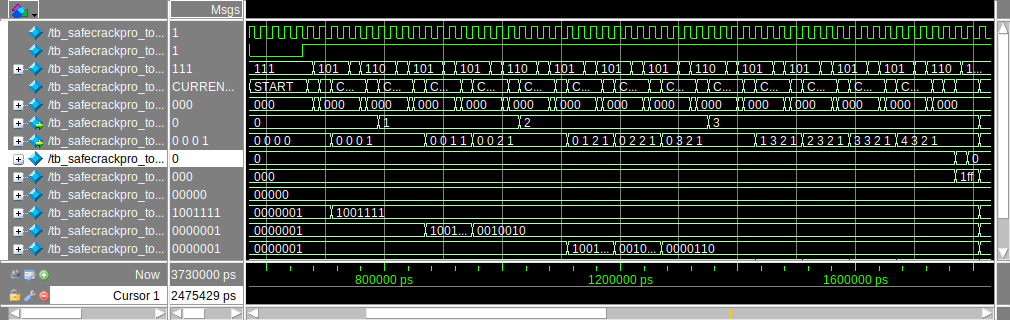 Msgs
/tb_safecrackpro_to... 1
/tb_safecrackpro_to... 1
/tb_safecrackpro_to... 111 111 101 110 101 101 110 101 101 101 110 101 101 101 110 1...
/tb_safecrackpro_to... CURREN... START C... C... C... C... C... C... C... C... C... C... C... C... C...
/tb_safecrackpro_to... 000 000 000 000 000 000 000 000 000 000 000 000 000 000 000
/tb_safecrackpro_to... 0 0 1 2 3
/tb_safecrackpro_to... 0 0 0 1 0 0 0 0 0 0 0 1 0 0 1 1 0 0 2 1 0 1 2 1 0 2 2 1 0 3 2 1 1 3 2 1 2 3 2 1 3 3 2 1 4 3 2 1
/tb_safecrackpro_to... 0 0 0
/tb_safecrackpro_to... 000 000 1ff
/tb_safecrackpro_to... 00000 00000
/tb_safecrackpro_to... 1001111 0000001 1001111
/tb_safecrackpro_to... 0000001 0000001 1001... 0010010
/tb_safecrackpro_to... 0000001 0000001 1001... 0010... 0000110
Now 3730000 ps 800000 ps 1200000 ps 1600000 ps
Cursor 1 2475429 ps